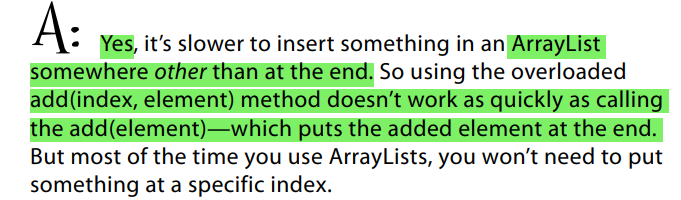 A: Yes, it’s slower to insert something in an ArrayList
somewhere other than at the end. So using the overloaded
add(index, element) method doesn’t work as quickly as calling
the add(element)—which puts the added element at the end.
But most of the time you use ArrayLists, you won’t need to put
something at a specific index.